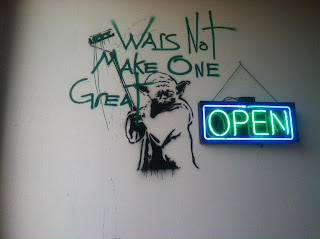 Wars Not
Make One
Great
OPEN